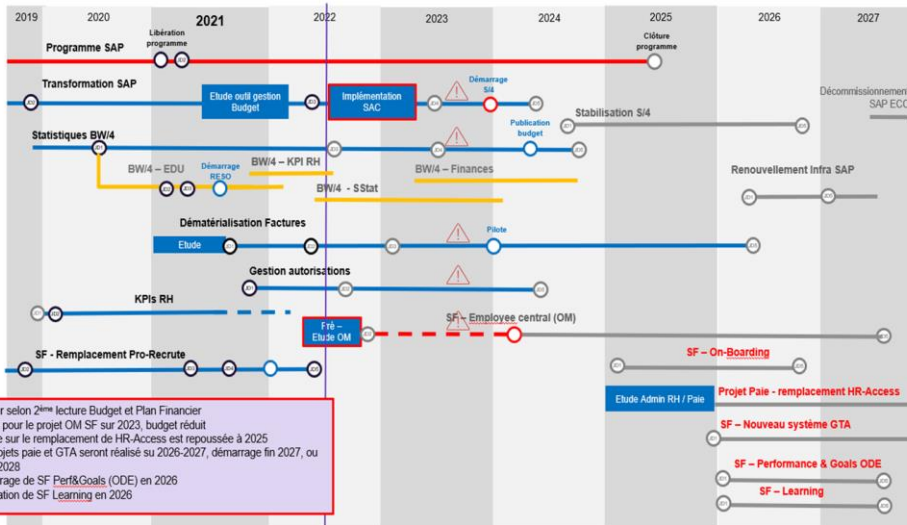 2019 2020 2021 2022 2023 2024 2025 2026 2027
Libération
programme
Clôture
programme
Programme SAP
Transformation SAP
Etude outil gestion
Budget
Implémentation
SAC
Démarrage
S/4
Décommissionnement
SAP ECC
Stabilisation S/4
Publication
budget
Statistiques BW/4
BW/4 – EDU
Démarrage
RESO
BW/4 – KPI RH
BW/4 - SStat
BW/4 – Finances
Renouvellement Infra SAP
Dématérialisation Factures
Etude
Pilote
Gestion autorisations
KPIs RH
Pré –
Etude OM
SF – Employee central (OM)
SF - Remplacement Pro-Recrute
SF – On-Boarding
Etude Admin RH / Paie
Projet Paie - remplacement HR-Access
SF – Nouveau système GTA
SF – Performance & Goals ODE
SF – Learning
selon 2ème lecture Budget et Plan Financier
pour le projet OM SF sur 2023, budget réduit
sur le remplacement de HR-Access est repoussée à 2025
paie et GTA seront réalisé su 2026-2027, démarrage fin 2027, ou
2028
de SF Perf&Goals (ODE) en 2026
de SF Learning en 2026